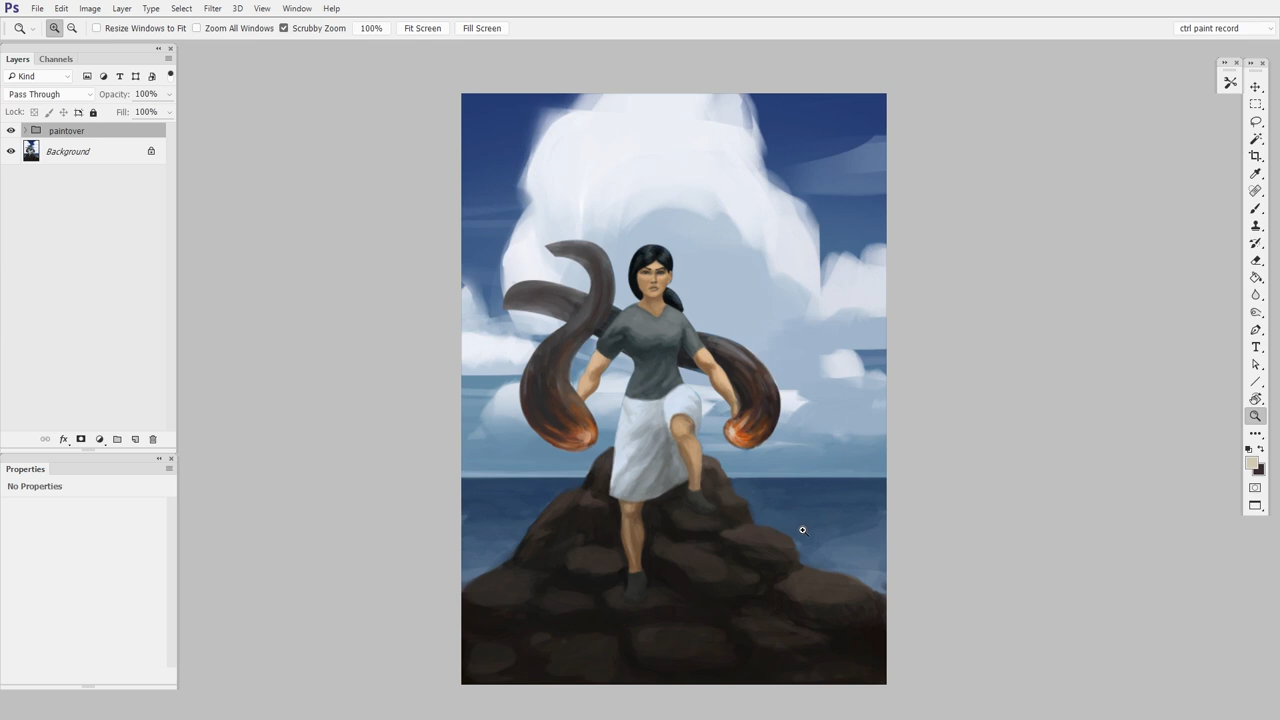 Ps File Edit Image Layer Type Select Filter 3D View Window Help
Resize Windows to Fit Zoom All Windows Scrubby Zoom 100% Fit Screen Fill Screen ctrl paint record
Layers Channels
Kind
Pass Through Opacity: 100%
Lock: Fill: 100%
paintover
Background
fx
Properties
No Properties